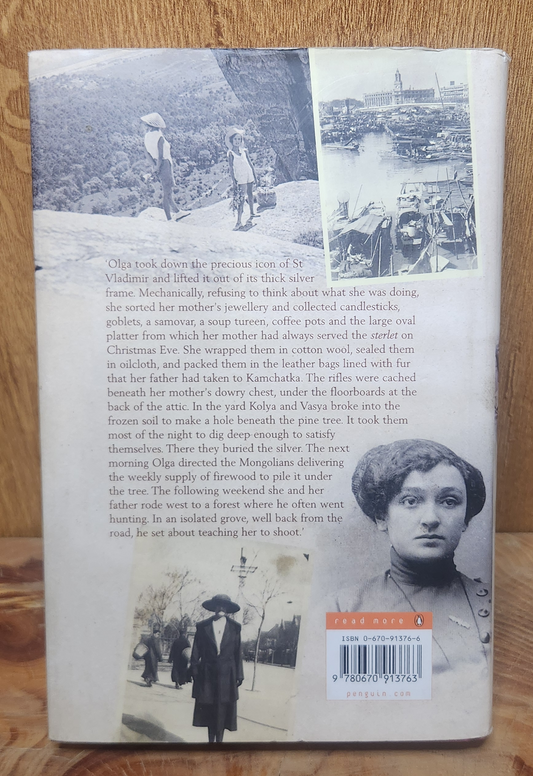 'Olga took down the precious icon of St
Vladimir and lifted it out of its thick silver
frame. Mechanically, refusing to think about what she was doing,
she sorted her mother's jewellery and collected candlesticks,
goblets, a samovar, a soup tureen, coffee pots and the large oval
platter from which her mother had always served the sterlet on
Christmas Eve. She wrapped them in cotton wool, sealed them
in oilcloth, and packed them in the leather bags lined with
fur that her father had taken to Kamchatka. The rifles were cached
beneath her mother's dowry chest, under the floorboards at the
back of the attic. In the yard Kolya and Vasya broke into the
frozen soil to make a hole beneath the pine tree. It took them
most of the night to dig deep enough to satisfy
themselves. There they buried the silver. The next
morning Olga directed the Mongolians delivering
the weekly supply of firewood to pile it under
the tree. The following weekend she and her
father rode west to a forest where he often went
hunting. In an isolated grove, well back from the
road, he set about teaching her to shoot.'
read more
ISBN 0-670-91376-6
9 780670 913763
penguin.com